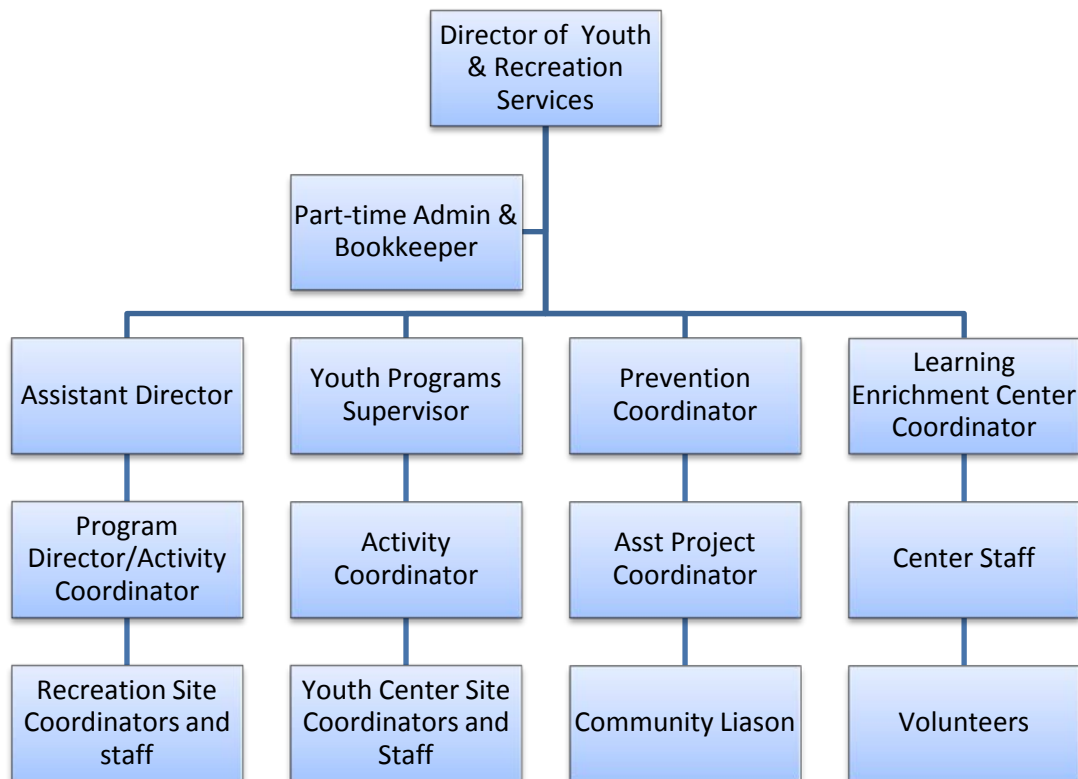 Director of Youth
& Recreation
Services
Part-time Admin &
Bookkeeper
Assistant Director
Youth Programs
Supervisor
Prevention
Coordinator
Learning
Enrichment Center
Coordinator
Program
Director/Activity
Coordinator
Activity
Coordinator
Asst Project
Coordinator
Center Staff
Recreation Site
Coordinators and
staff
Youth Center Site
Coordinators and
Staff
Community Liason
Volunteers